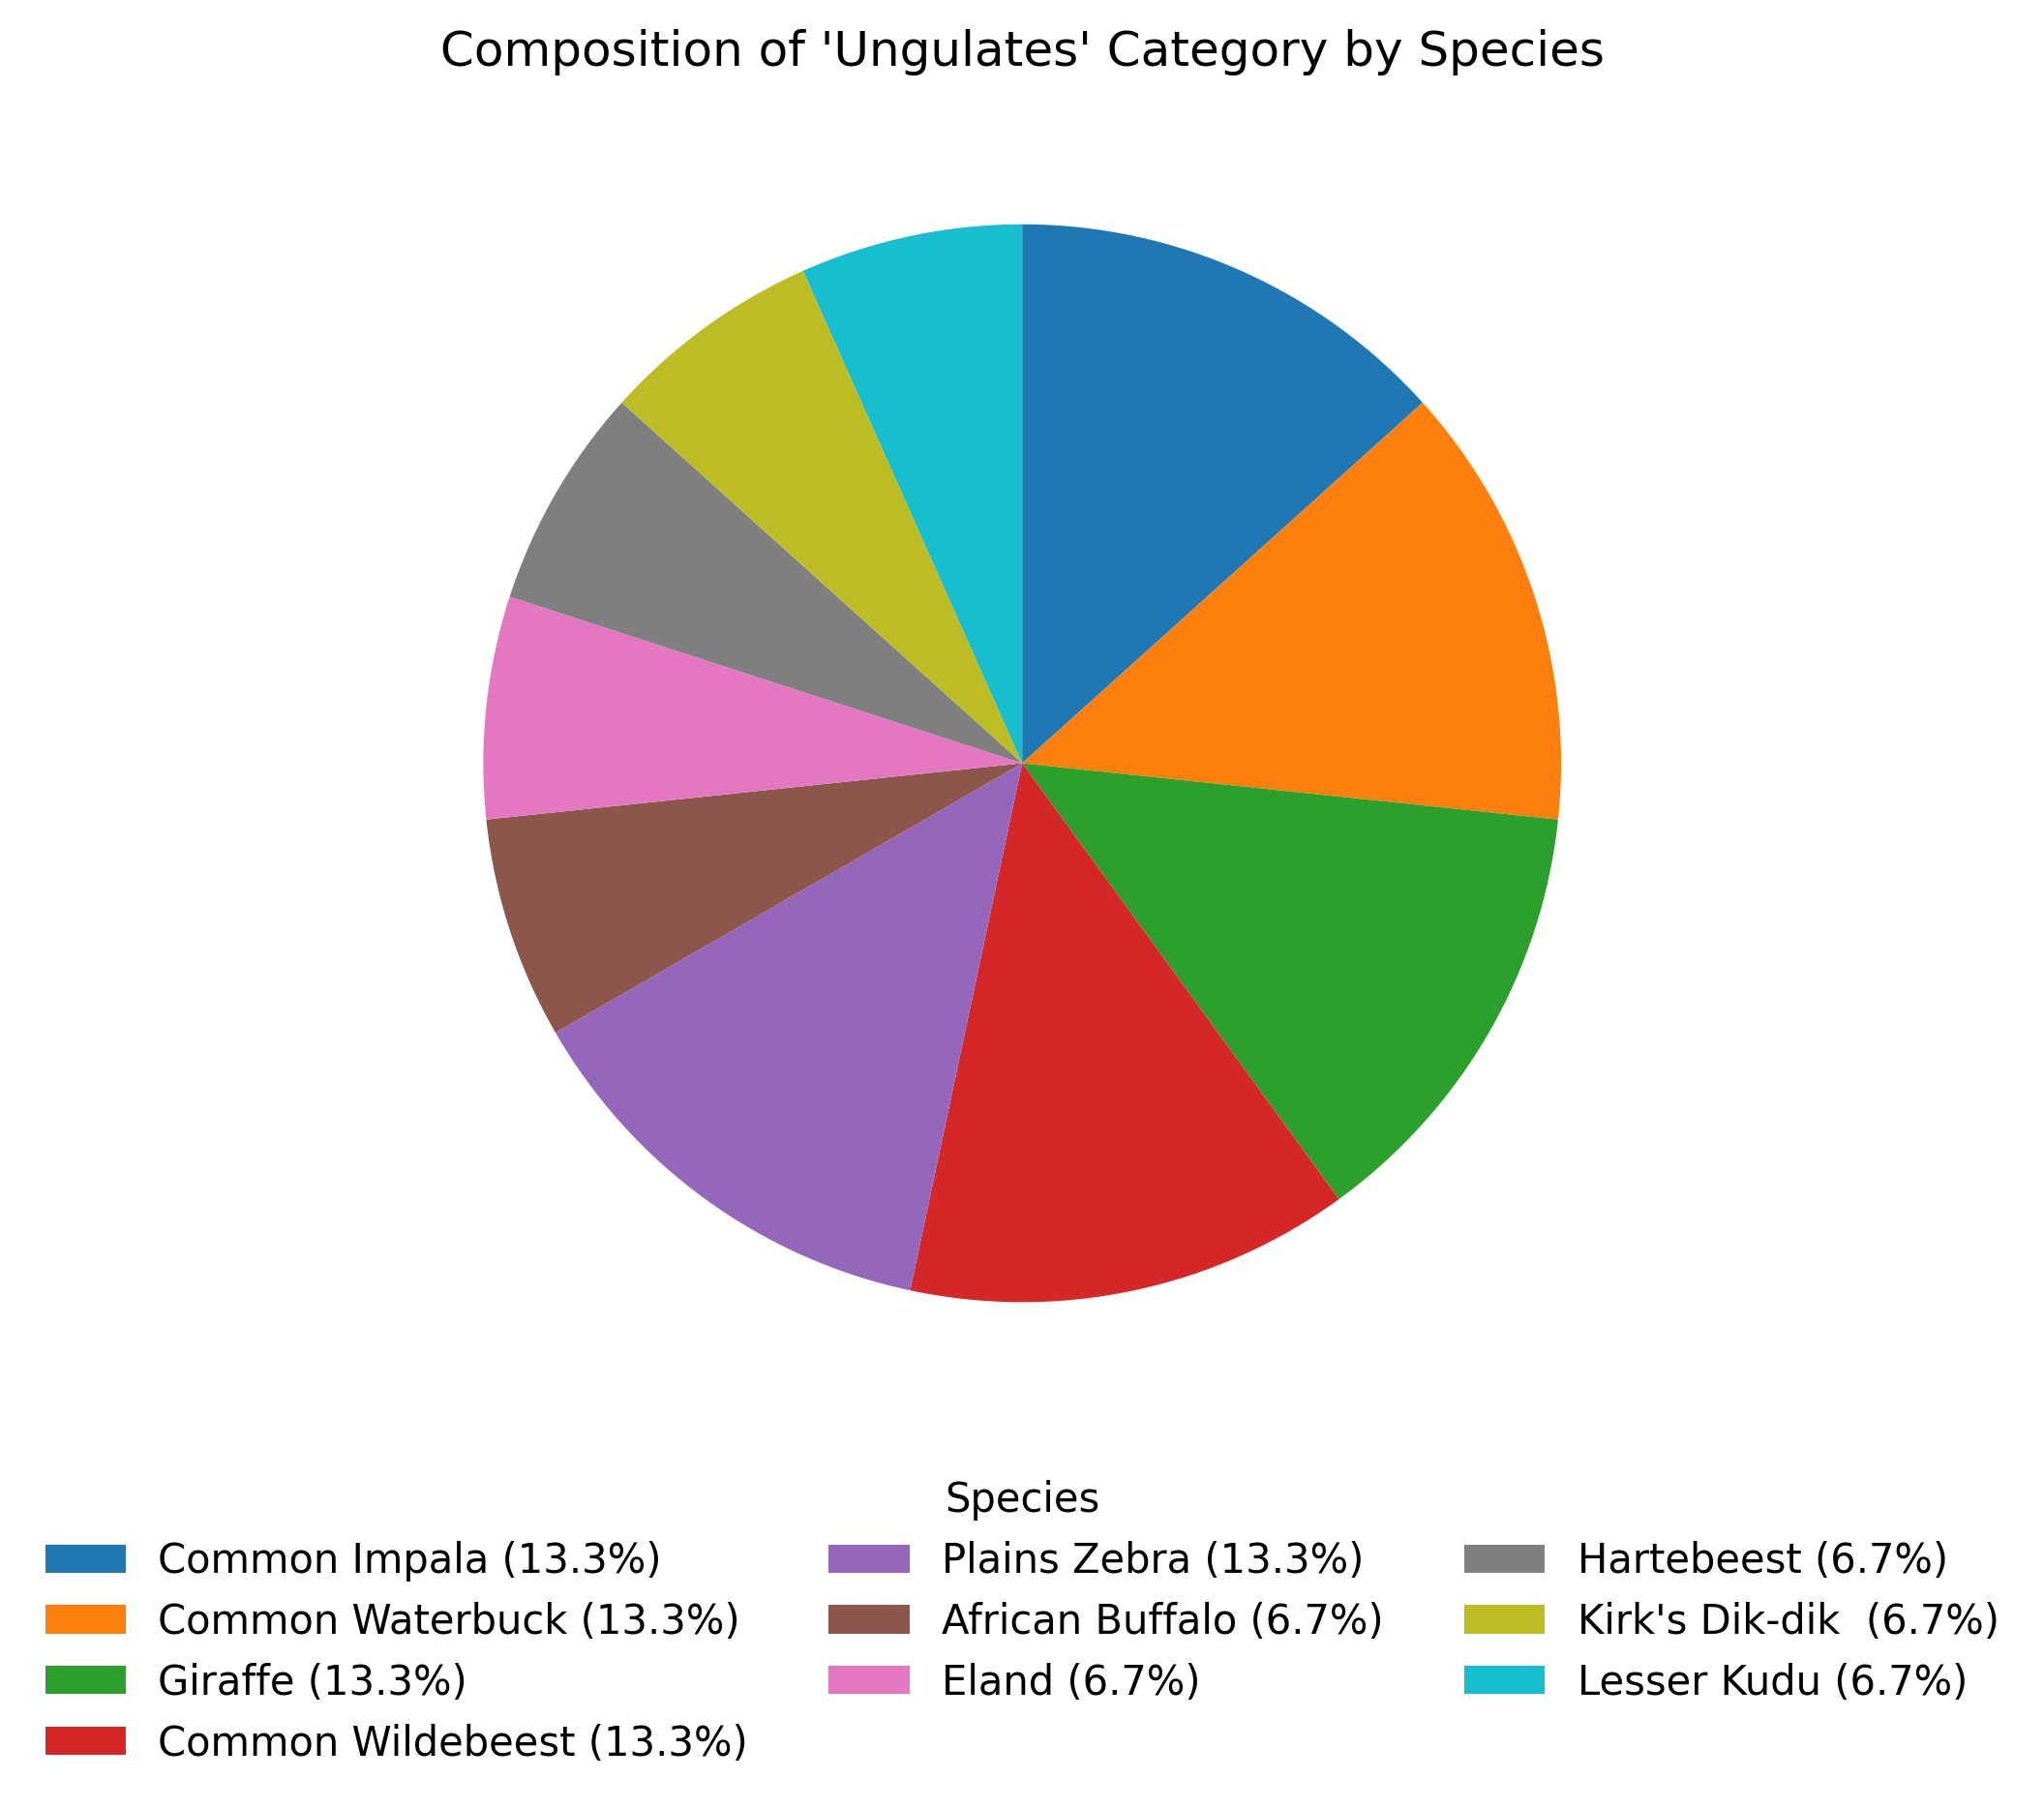 Composition of 'Ungulates' Category by Species
Species
Common Impala (13.3%)
Common Waterbuck (13.3%)
Giraffe (13.3%)
Common Wildebeest (13.3%)
Plains Zebra (13.3%)
African Buffalo (6.7%)
Eland (6.7%)
Hartebeest (6.7%)
Kirk's Dik-dik  (6.7%)
Lesser Kudu (6.7%)